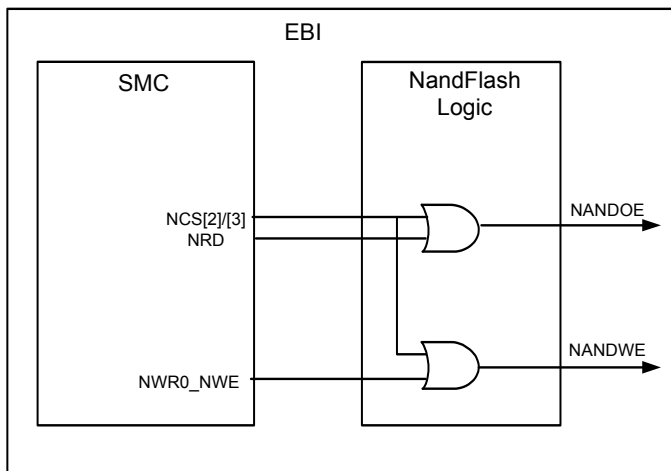 EBI
SMC
NandFlash
Logic
NCS[2]/[3]
NANDOE
NRD
NANDWE
NWR0_NWE